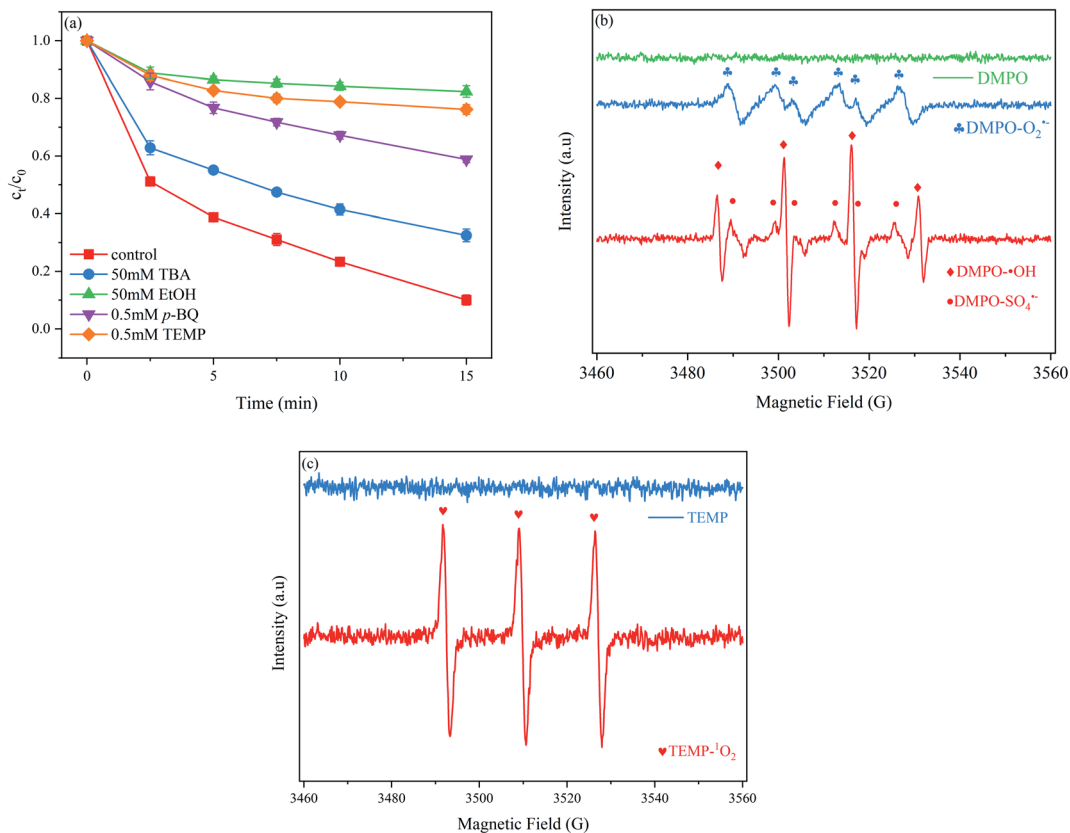 (a)
1.0
0.8
0.6
0.4
0.2
0.0
cₜ/c₀
control
50mM TBA
50mM EtOH
0.5mM p-BQ
0.5mM TEMP
0
5
10
15
Time (min)
(b)
DMPO
♣DMPO-O₂•-
♦DMPO-•OH
●DMPO-SO₄•-
Intensity (a.u)
3460
3480
3500
3520
3540
3560
Magnetic Field (G)
(c)
TEMP
♥TEMP-¹O₂
Intensity (a.u)
3460
3480
3500
3520
3540
3560
Magnetic Field (G)